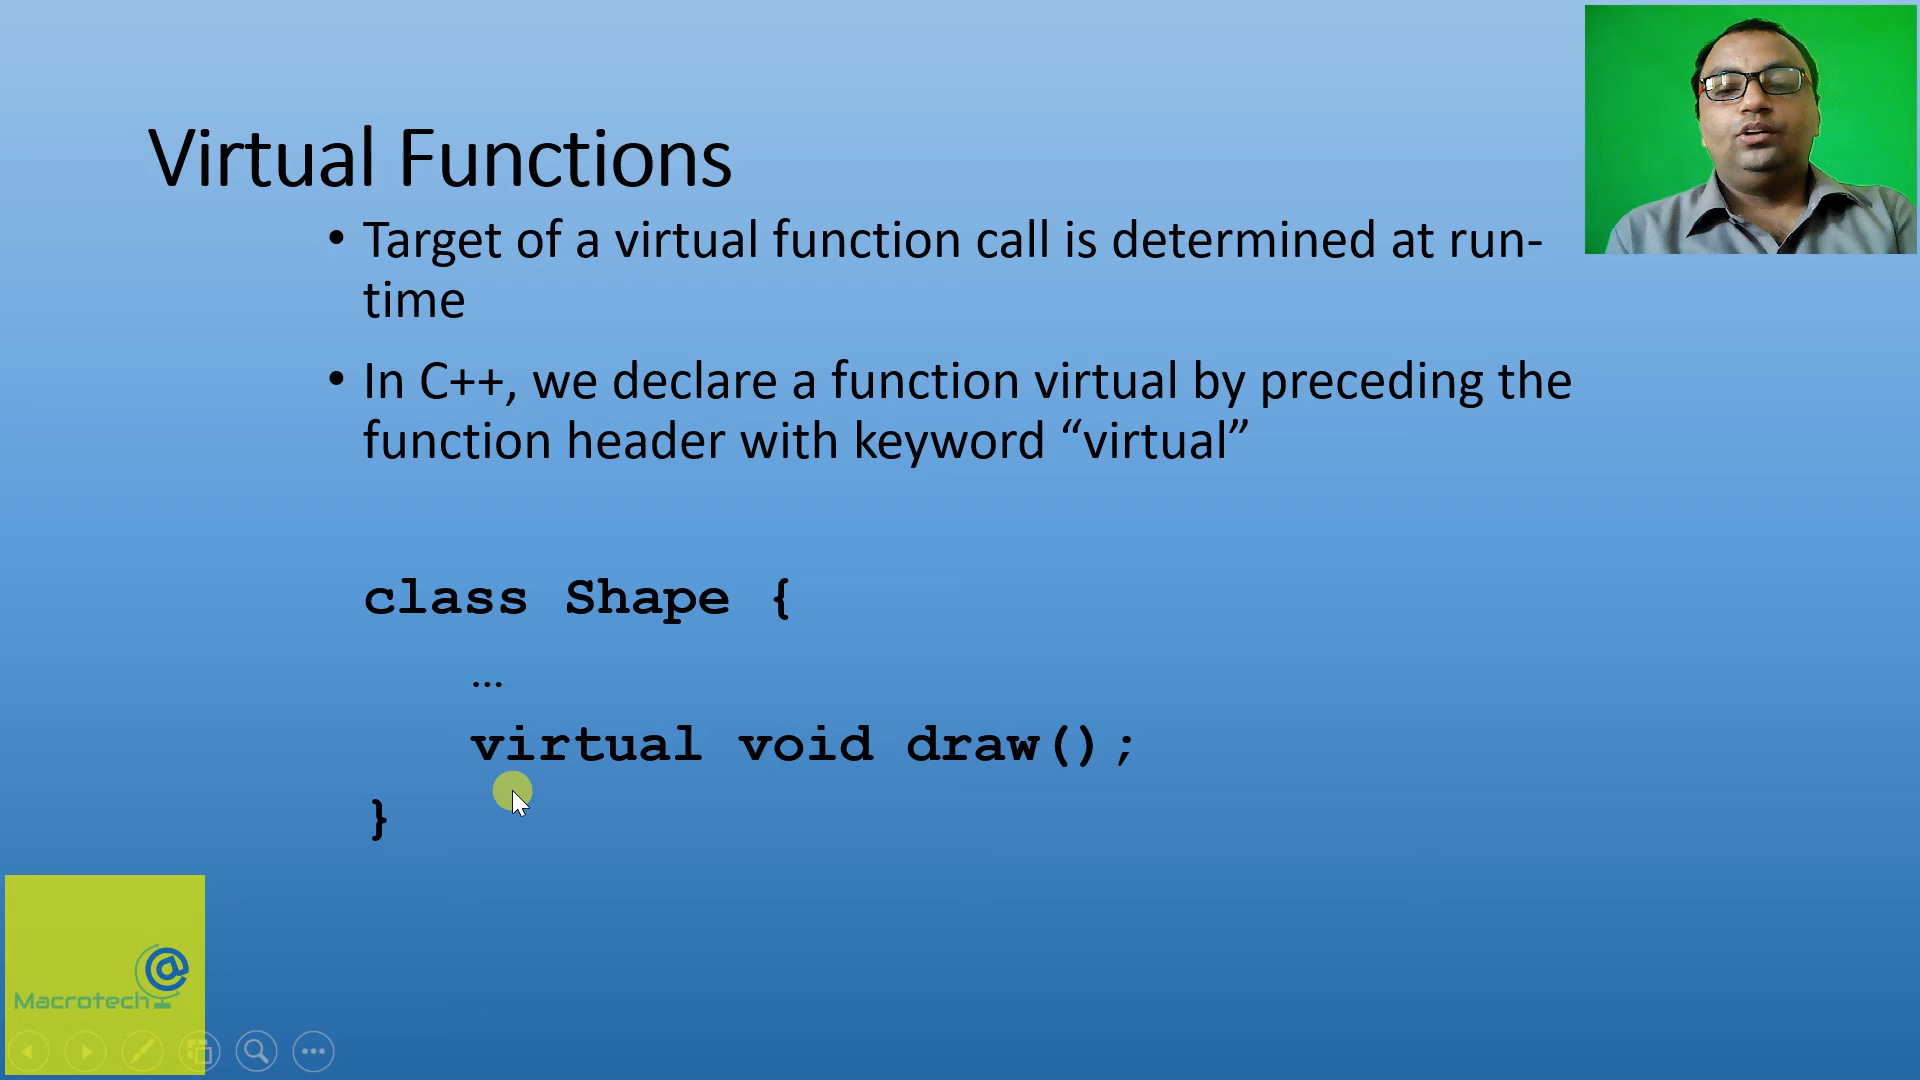 Virtual Functions
• Target of a virtual function call is determined at run-
time
• In C++, we declare a function virtual by preceding the
function header with keyword “virtual”
class Shape {
…
virtual void draw();
}
@
Macrotech